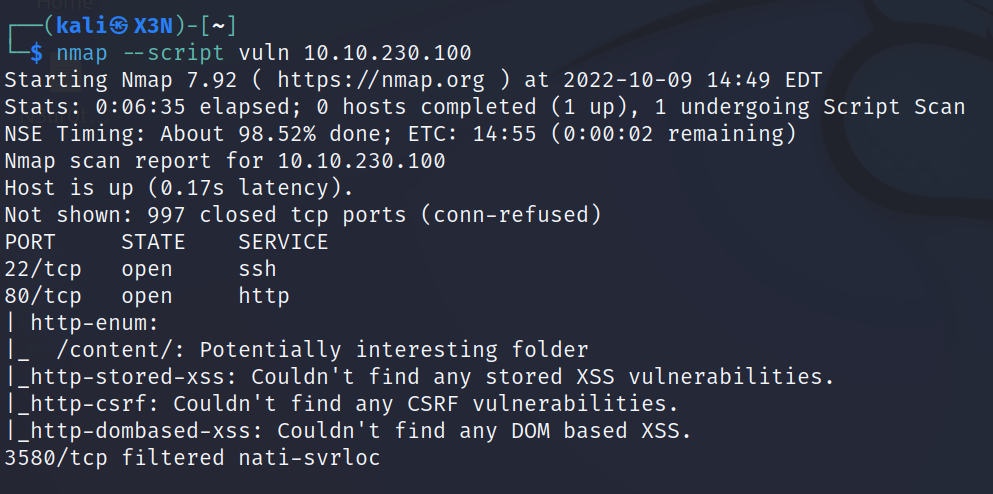 Home
┌──(kali㉿X3N)-[~]
└─$ nmap --script vuln 10.10.230.100
Starting Nmap 7.92 ( https://nmap.org ) at 2022-10-09 14:49 EDT
Stats: 0:06:35 elapsed; 0 hosts completed (1 up), 1 undergoing Script Scan
NSE Timing: About 98.52% done; ETC: 14:55 (0:00:02 remaining)
Nmap scan report for 10.10.230.100
Host is up (0.17s latency).
Not shown: 997 closed tcp ports (conn-refused)
PORT     STATE    SERVICE
22/tcp   open     ssh
80/tcp   open     http
| http-enum:
|_  /content/: Potentially interesting folder
|_http-stored-xss: Couldn't find any stored XSS vulnerabilities.
|_http-csrf: Couldn't find any CSRF vulnerabilities.
|_http-dombased-xss: Couldn't find any DOM based XSS.
3580/tcp filtered nati-svrloc